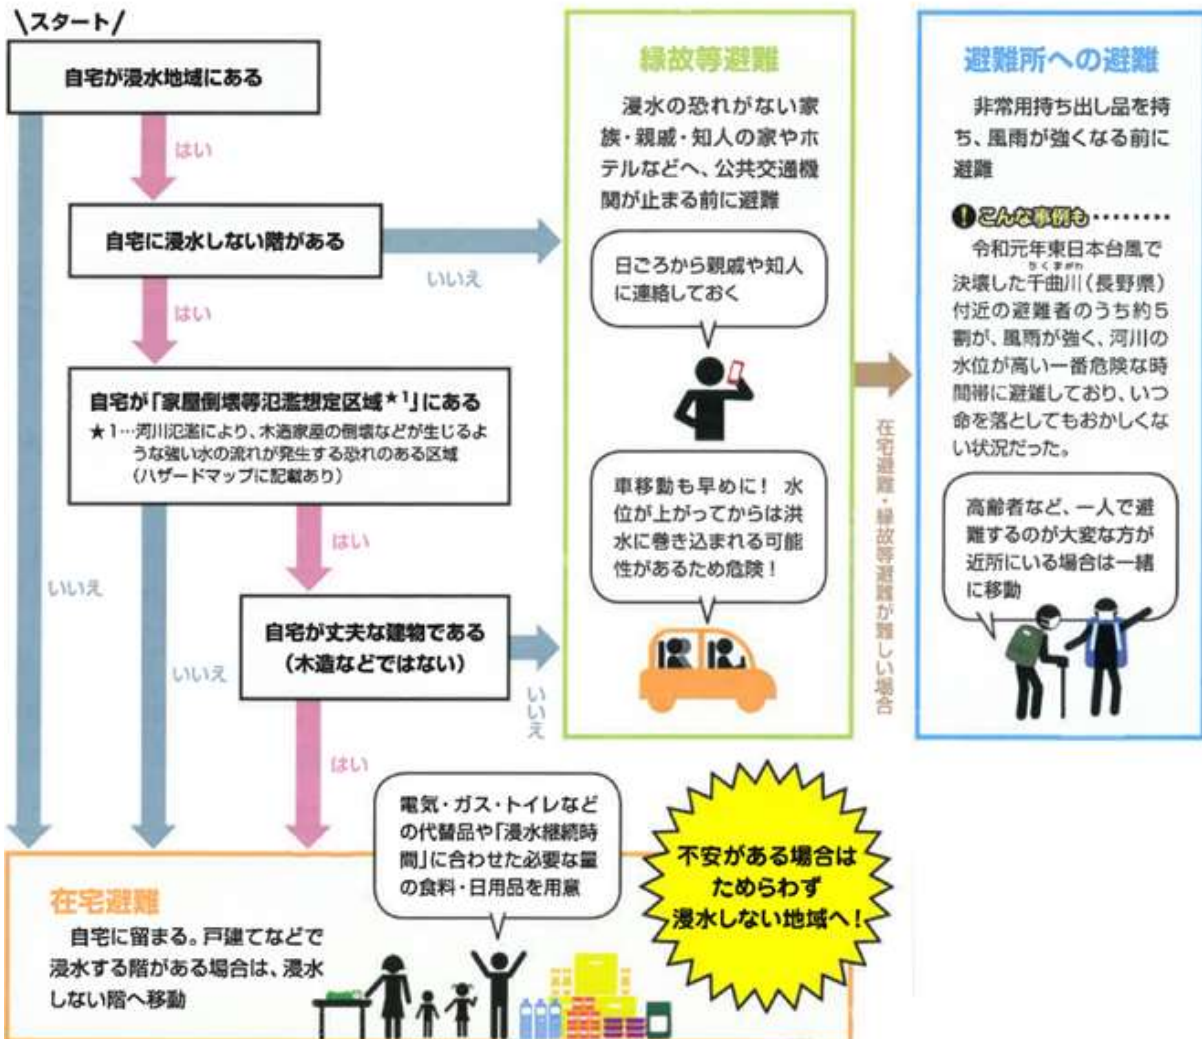 \スタート/
自宅が浸水地域にある
はい
自宅に浸水しない階がある
いいえ
はい
自宅が「家屋倒壊等氾濫想定区域★1」にある
★1…河川氾濫により、木造家屋の倒壊などが生じるよ
うな強い水の流れが発生する恐れのある区域
(ハザードマップに記載あり)
はい
いいえ
いいえ
自宅が丈夫な建物である
(木造などではない)
いいえ
はい
縁故等避難
浸水の恐れがない家
族・親戚・知人の家やホ
テルなどへ、公共交通機
関が止まる前に避難
日ごろから親戚や知人
に連絡しておく
車移動も早めに! 水
位が上がってからは洪
水に巻き込まれる可能
性があるため危険!
在宅避難・縁故等避難が難しい場合
避難所への避難
非常用持ち出し品を持
ち、風雨が強くなる前に
避難
!こんな事例も………
令和元年東日本台風で
ちくまがわ
決壊した千曲川(長野県)
付近の避難者のうち約5
割が、風雨が強く、河川の
水位が高い一番危険な時
間帯に避難しており、いつ
命を落としてもおかしくな
い状況だった。
高齢者など、一人で避
難するのが大変な方が
近所にいる場合は一緒
に移動
在宅避難
自宅に留まる。戸建てなどで
浸水する階がある場合は、浸水
しない階へ移動
電気・ガス・トイレなど
の代替品や「浸水継続時
間」に合わせた必要な量
の食料・日用品を用意
不安がある場合は
ためらわず
浸水しない地域へ!